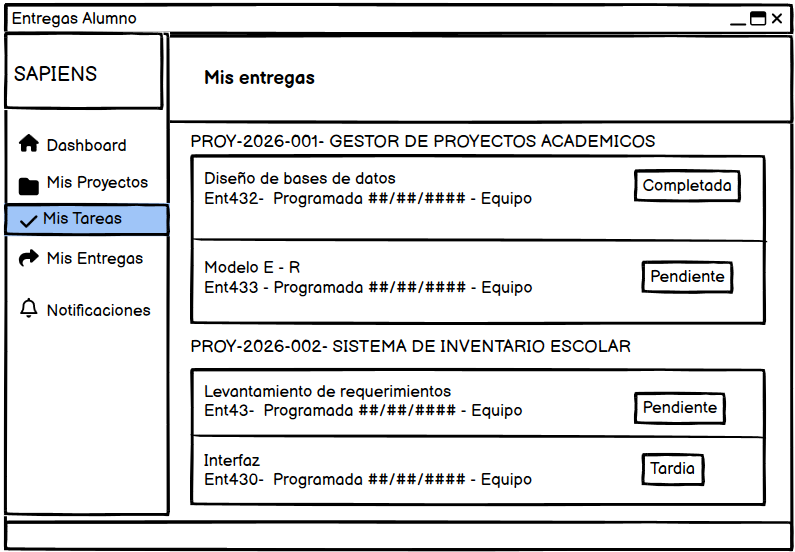 Entregas Alumno
SAPIENS
Mis entregas
Dashboard
Mis Proyectos
Mis Tareas
Mis Entregas
Notificaciones
PROY-2026-001- GESTOR DE PROYECTOS ACADEMICOS
Diseño de bases de datos
Ent432- Programada ##/##/#### - Equipo
Completada
Modelo E - R
Ent433 - Programada ##/##/#### - Equipo
Pendiente
PROY-2026-002- SISTEMA DE INVENTARIO ESCOLAR
Levantamiento de requerimientos
Ent43- Programada ##/##/#### - Equipo
Pendiente
Interfaz
Ent430- Programada ##/##/#### - Equipo
Tardia